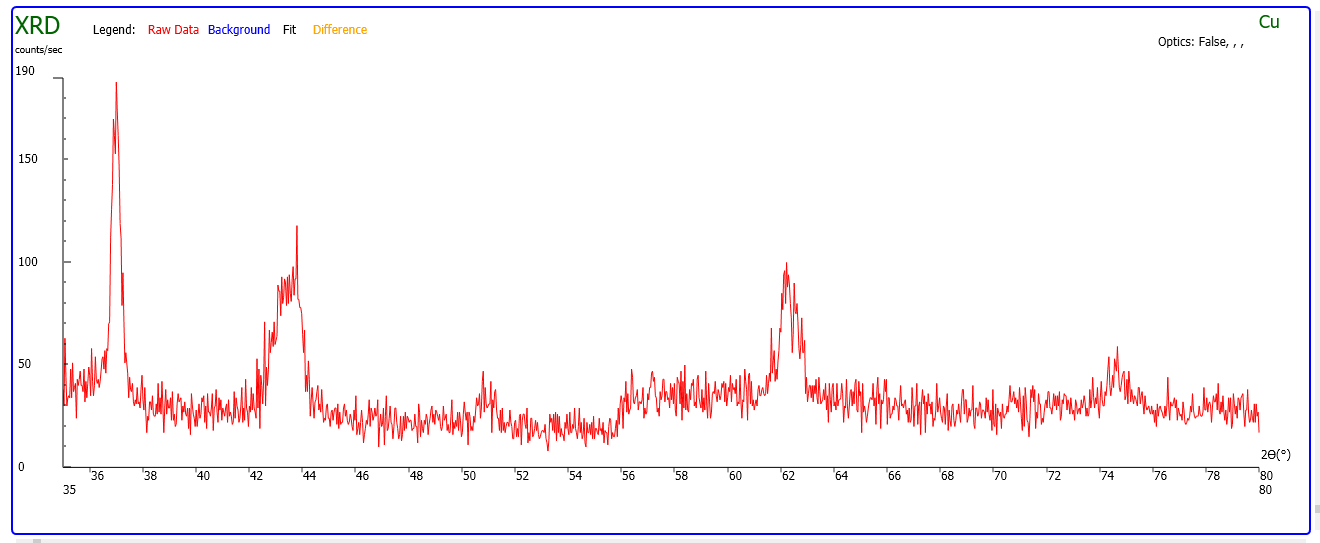 XRD
Legend: Raw Data Background Fit Difference
Cu
counts/sec
Optics: False, , ,
190
150
100
50
0
2Θ(°)
36 38 40 42 44 46 48 50 52 54 56 58 60 62 64 66 68 70 72 74 76 78 80
35 80